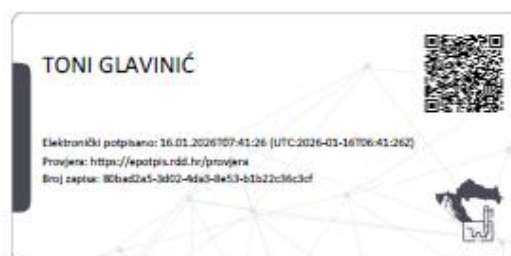 TONI GLAVINIĆ
Elektronički potpisano: 16.01.2026T07:41:26 (UTC:2026-01-16T06:41:26Z)
Provjera: https://epotpis.rdd.hr/provjera
Broj zapisa: 80bad2a5-3d02-4da3-8e53-b1b22c36c3cf